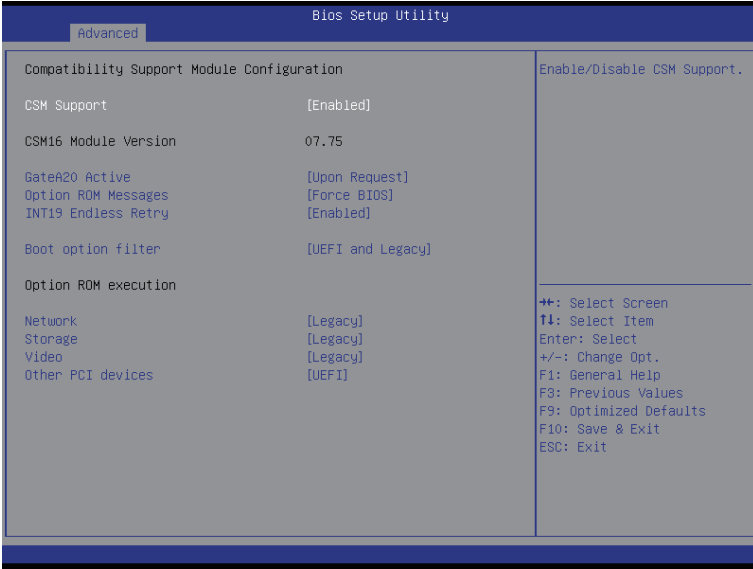 Bios Setup Utility
Advanced
Compatibility Support Module Configuration
CSM Support [Enabled]
CSM16 Module Version 07.75
GateA20 Active [Upon Request]
Option ROM Messages [Force BIOS]
INT19 Endless Retry [Enabled]
Boot option filter [UEFI and Legacy]
Option ROM execution
Network [Legacy]
Storage [Legacy]
Video [Legacy]
Other PCI devices [UEFI]
Enable/Disable CSM Support.
→←: Select Screen
↑↓: Select Item
Enter: Select
+/-: Change Opt.
F1: General Help
F3: Previous Values
F9: Optimized Defaults
F10: Save & Exit
ESC: Exit